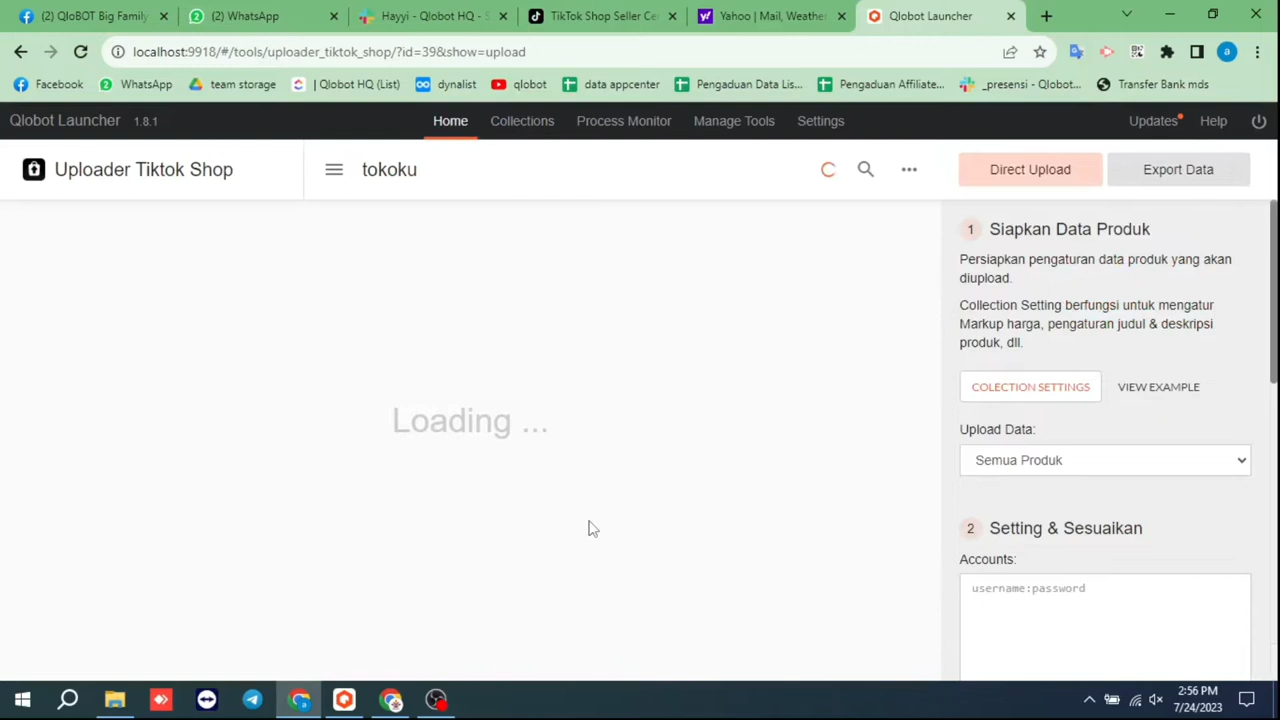 (2) QloBOT Big Family
(2) WhatsApp
Hayyi - Qlobot HQ - S
TikTok Shop Seller Ce
Yahoo | Mail, Weather
Qlobot Launcher
localhost:9918/#/tools/uploader_tiktok_shop/?id=39&show=upload
a
Facebook
2 WhatsApp
team storage
| Qlobot HQ (List)
dynalist
qlobot
data appcenter
Pengaduan Data Lis...
Pengaduan Affiliate...
_presensi - Qlobot...
Transfer Bank mds
Qlobot Launcher 1.8.1
Home
Collections
Process Monitor
Manage Tools
Settings
Updates
Help
Uploader Tiktok Shop
tokoku
Direct Upload
Export Data
Loading ...
1 Siapkan Data Produk
Persiapkan pengaturan data produk yang akan
diupload.
Collection Setting berfungsi untuk mengatur
Markup harga, pengaturan judul & deskripsi
produk, dll.
COLECTION SETTINGS
VIEW EXAMPLE
Upload Data:
Semua Produk
2 Setting & Sesuaikan
Accounts:
username:password
2:56 PM
7/24/2023